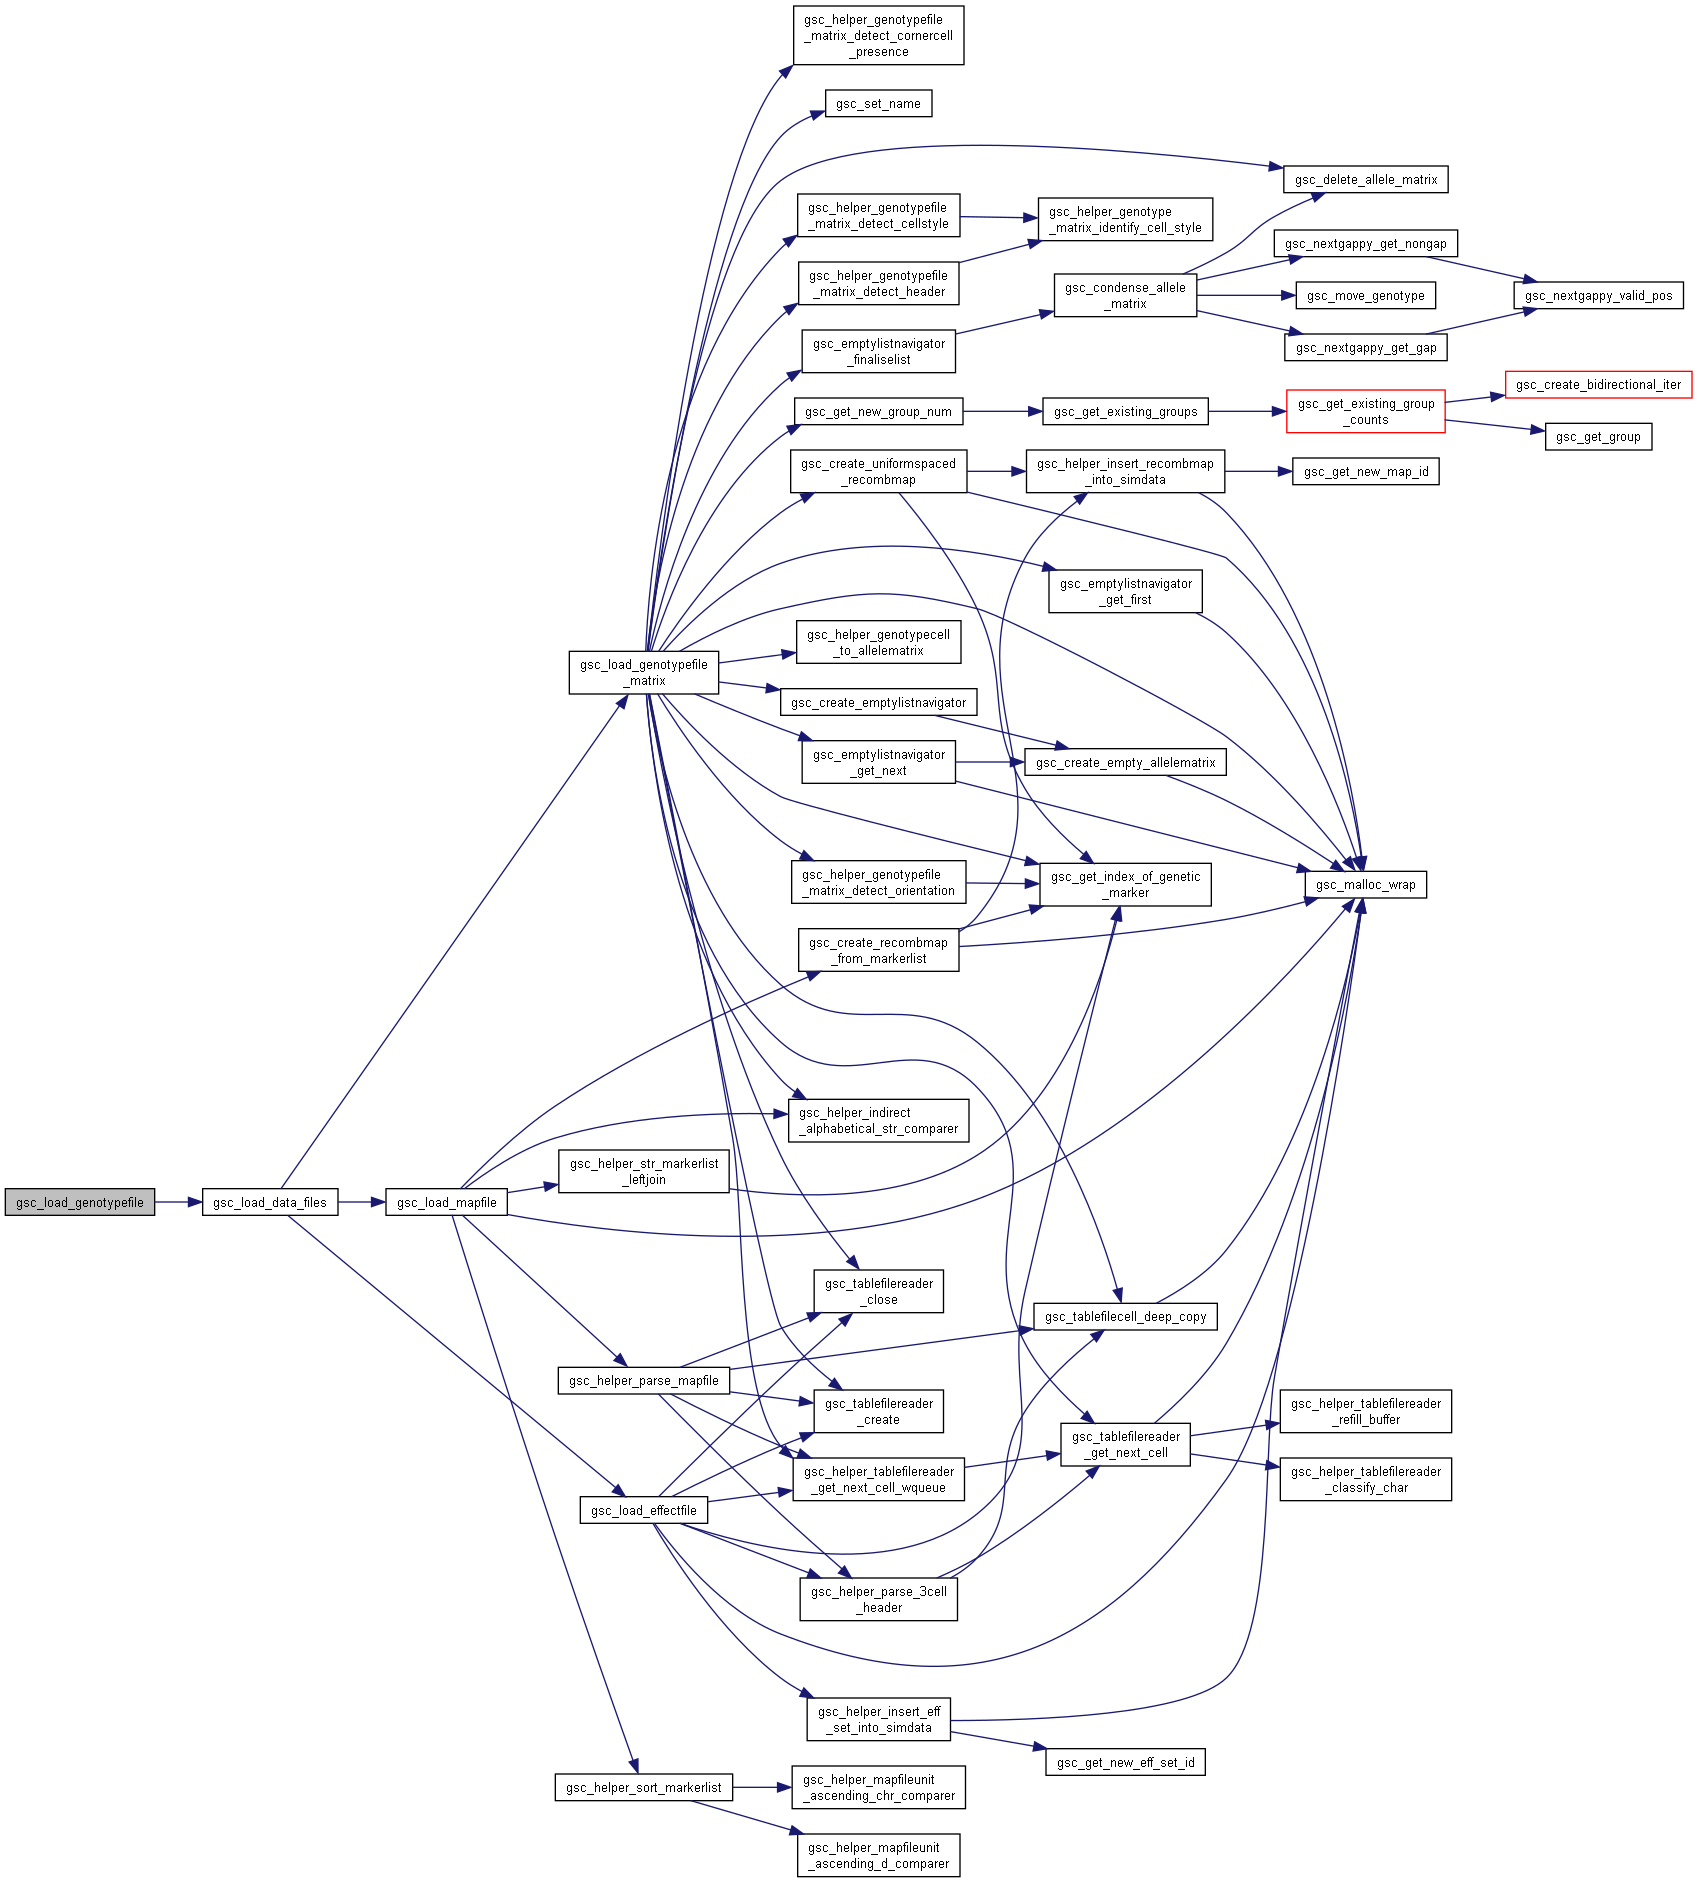 gsc_helper_genotypefile
_matrix_detect_cornercell
_presence
gsc_set_name
gsc_delete_allele_matrix
gsc_helper_genotypefile
_matrix_detect_cellstyle
gsc_helper_genotype
_matrix_identify_cell_style
gsc_nextgappy_get_nongap
gsc_helper_genotypefile
_matrix_detect_header
gsc_condense_allele
_matrix
gsc_move_genotype
gsc_nextgappy_valid_pos
gsc_emptylistnavigator
_finaliselist
gsc_nextgappy_get_gap
gsc_create_bidirectional_iter
gsc_get_new_group_num
gsc_get_existing_groups
gsc_get_existing_group
_counts
gsc_get_group
gsc_create_uniformspaced
_recombmap
gsc_helper_insert_recombmap
_into_simdata
gsc_get_new_map_id
gsc_emptylistnavigator
_get_first
gsc_load_genotypefile
_matrix
gsc_helper_genotypecell
_to_allelematrix
gsc_create_emptylistnavigator
gsc_emptylistnavigator
_get_next
gsc_create_empty_allelematrix
gsc_helper_genotypefile
_matrix_detect_orientation
gsc_get_index_of_genetic
_marker
gsc_malloc_wrap
gsc_create_recombmap
_from_markerlist
gsc_helper_indirect
_alphabetical_str_comparer
gsc_helper_str_markerlist
_leftjoin
gsc_load_genotypefile
gsc_load_data_files
gsc_load_mapfile
gsc_tablefilereader
_close
gsc_tablefilecell_deep_copy
gsc_helper_parse_mapfile
gsc_tablefilereader
_create
gsc_helper_tablefilereader
_refill_buffer
gsc_tablefilereader
_get_next_cell
gsc_helper_tablefilereader
_get_next_cell_wqueue
gsc_helper_tablefilereader
_classify_char
gsc_load_effectfile
gsc_helper_parse_3cell
_header
gsc_helper_insert_eff
_set_into_simdata
gsc_get_new_eff_set_id
gsc_helper_sort_markerlist
gsc_helper_mapfileunit
_ascending_chr_comparer
gsc_helper_mapfileunit
_ascending_d_comparer